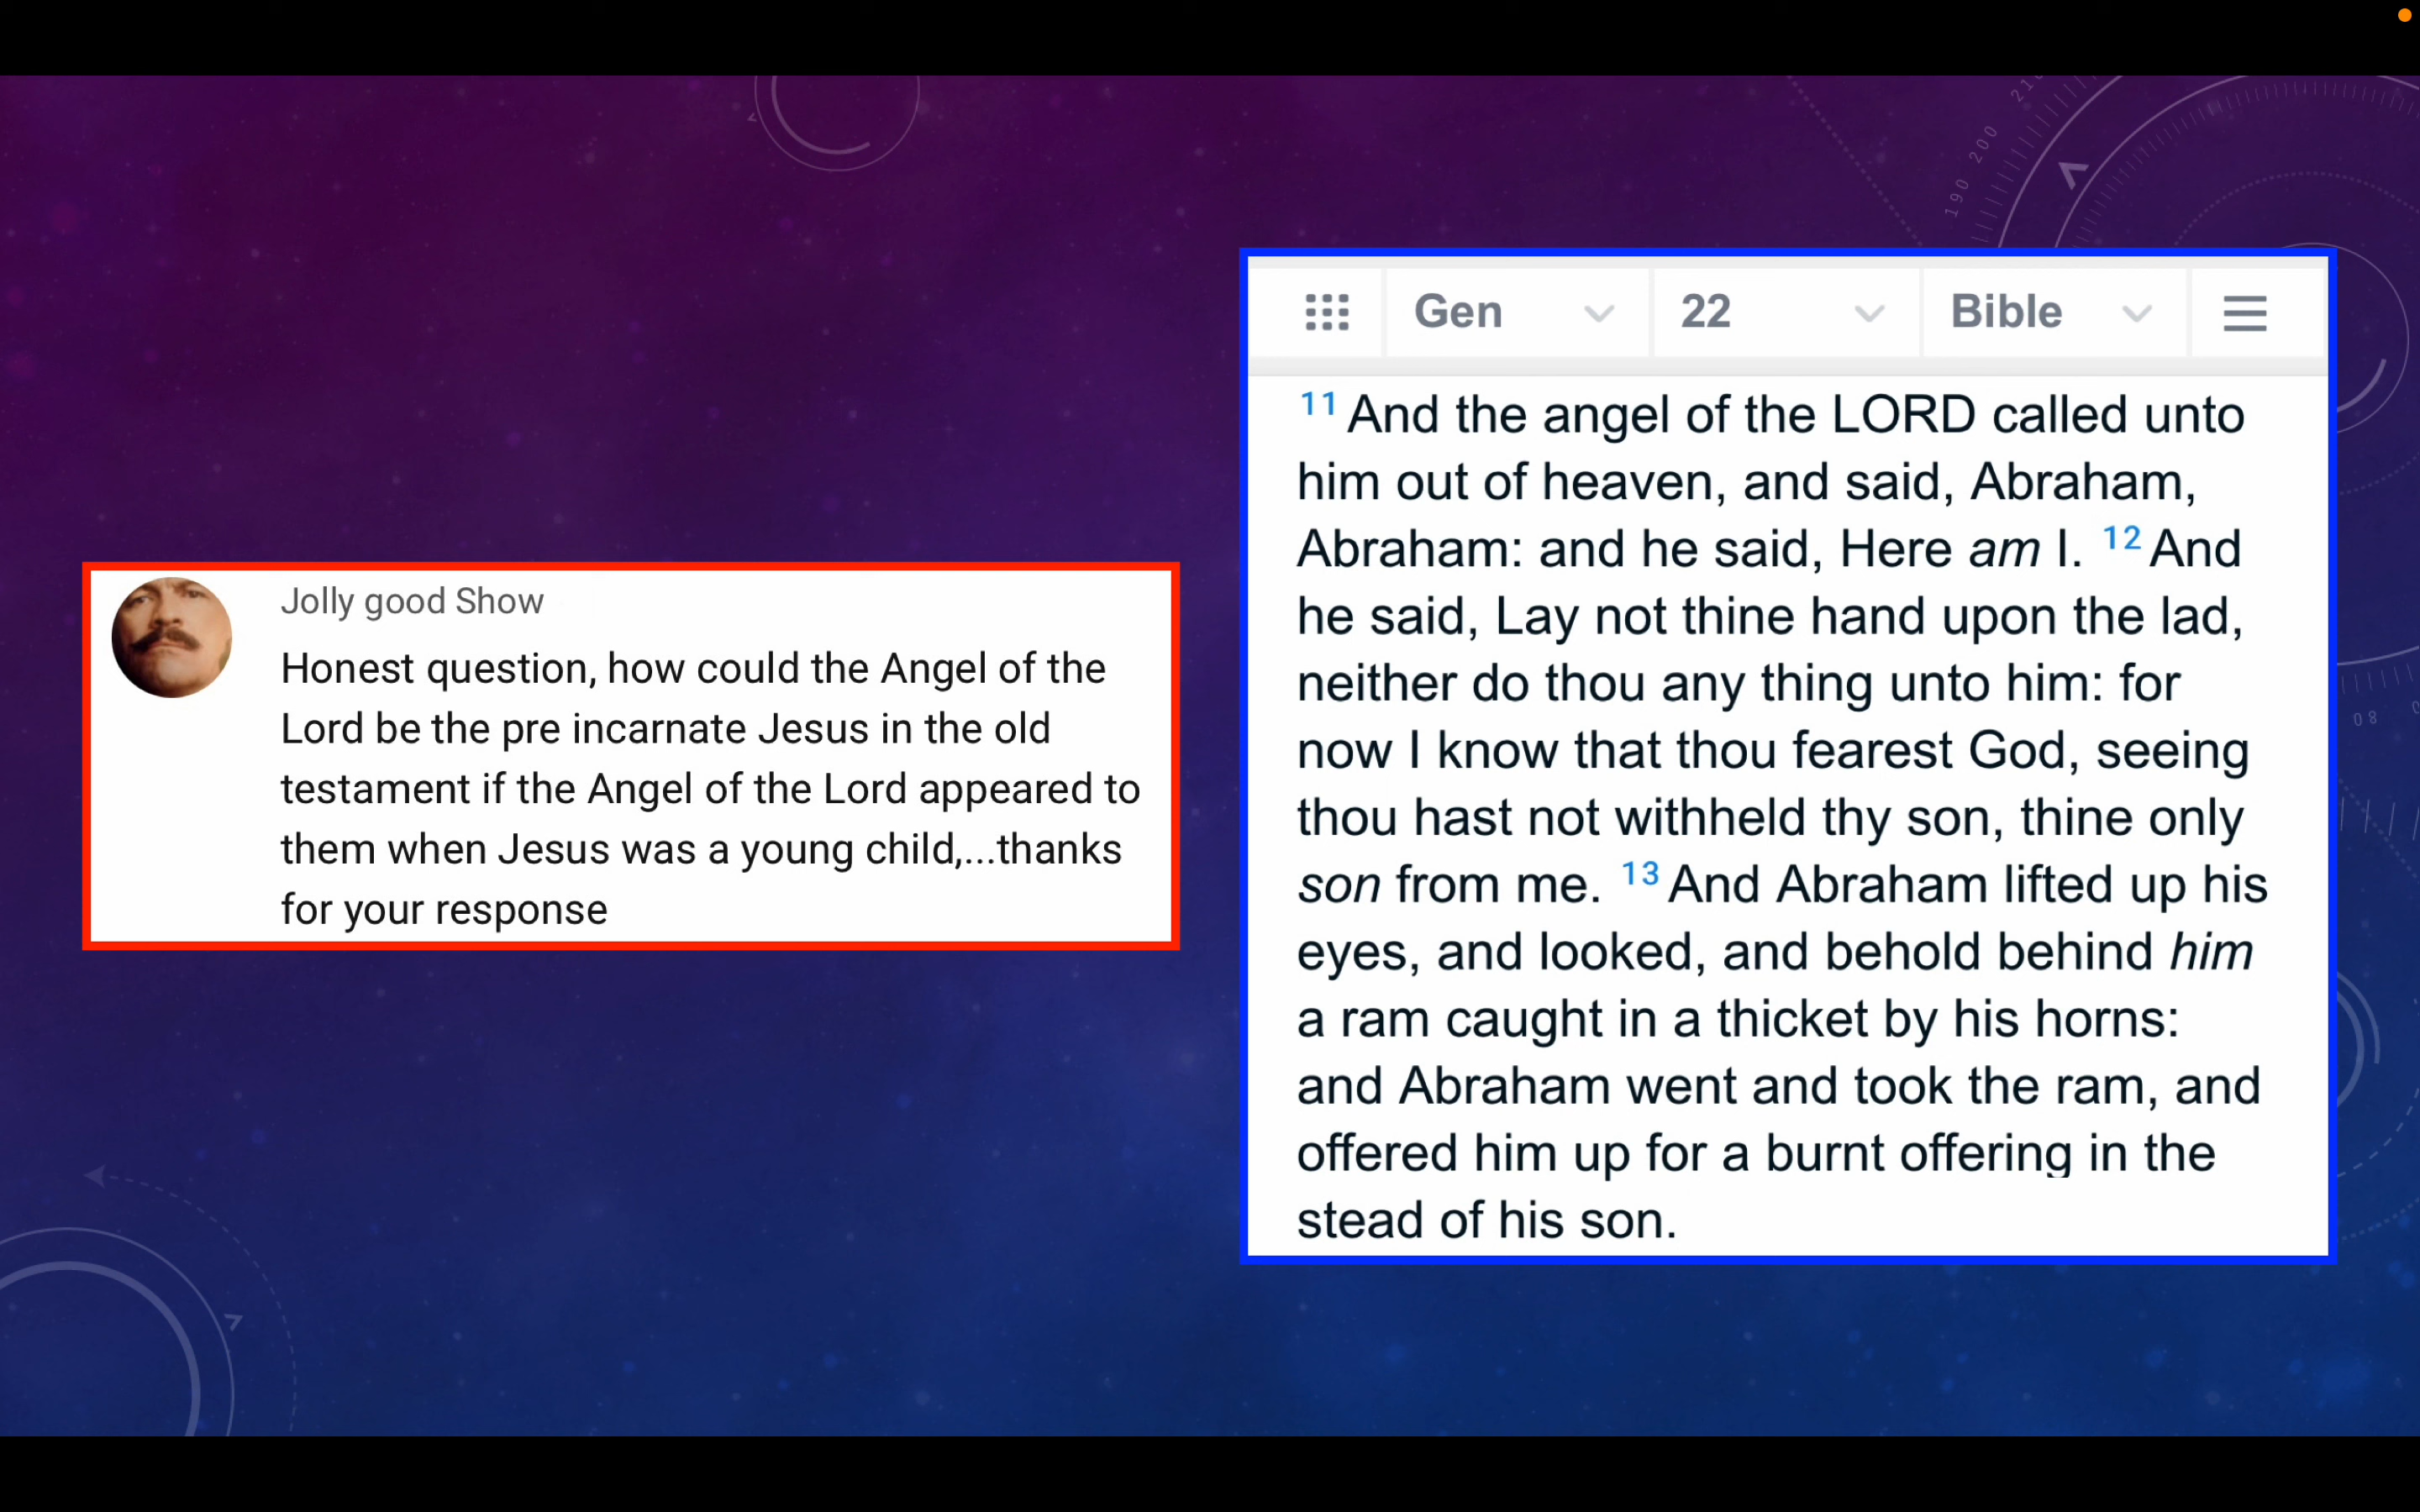 Jolly good Show
Honest question, how could the Angel of the
Lord be the pre incarnate Jesus in the old
testament if the Angel of the Lord appeared to
them when Jesus was a young child,...thanks
for your response
Gen 22 Bible
11 And the angel of the LORD called unto
him out of heaven, and said, Abraham,
Abraham: and he said, Here am I. 12 And
he said, Lay not thine hand upon the lad,
neither do thou any thing unto him: for
now I know that thou fearest God, seeing
thou hast not withheld thy son, thine only
son from me. 13 And Abraham lifted up his
eyes, and looked, and behold behind him
a ram caught in a thicket by his horns:
and Abraham went and took the ram, and
offered him up for a burnt offering in the
stead of his son.
190 200